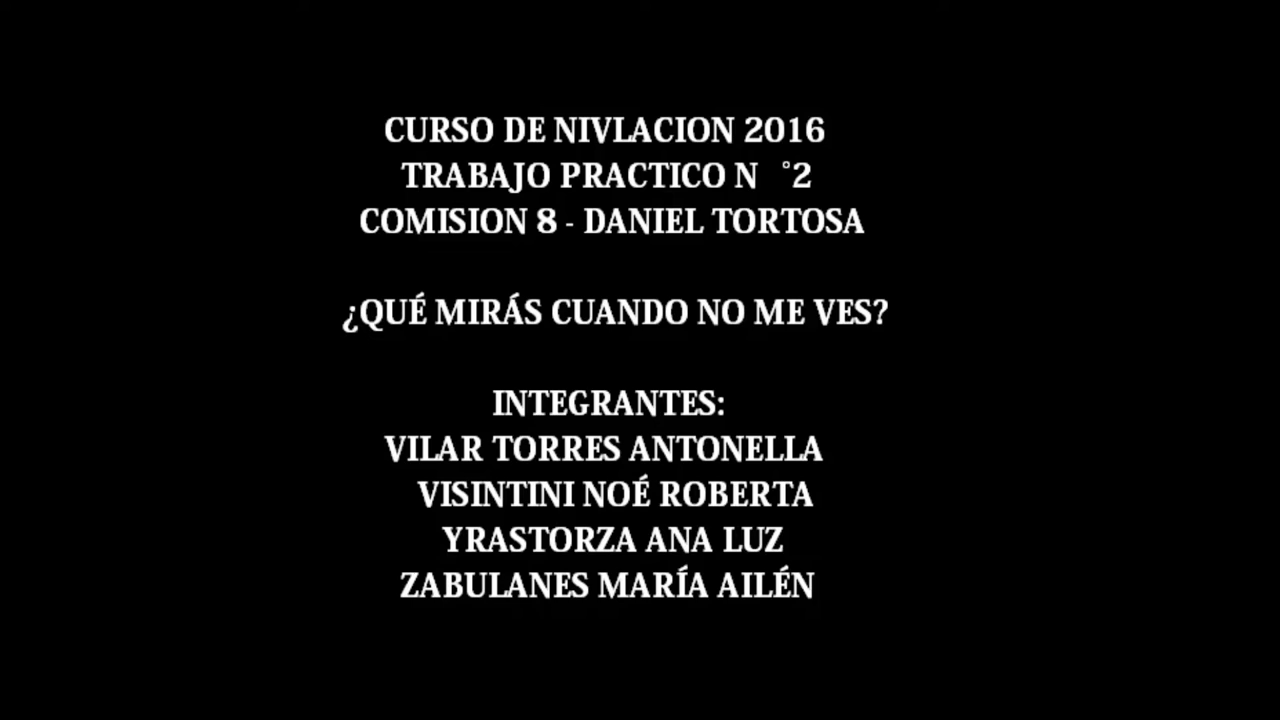 CURSO DE NIVLACION 2016
TRABAJO PRACTICO N °2
COMISION 8 - DANIEL TORTOSA
¿QUÉ MIRÁS CUANDO NO ME VES?
INTEGRANTES:
VILAR TORRES ANTONELLA
VISINTINI NOÉ ROBERTA
YRASTORZA ANA LUZ
ZABULANES MARÍA AILÉN